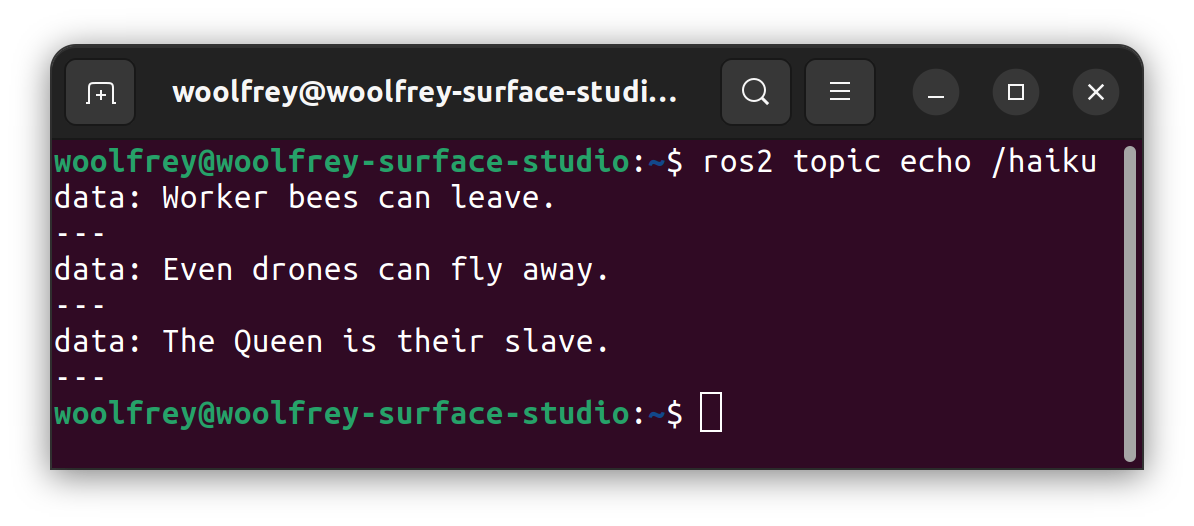 woolfrey@woolfrey-surface-studi...
woolfrey@woolfrey-surface-studio:~$ ros2 topic echo /haiku
data: Worker bees can leave.
---
data: Even drones can fly away.
---
data: The Queen is their slave.
---
woolfrey@woolfrey-surface-studio:~$